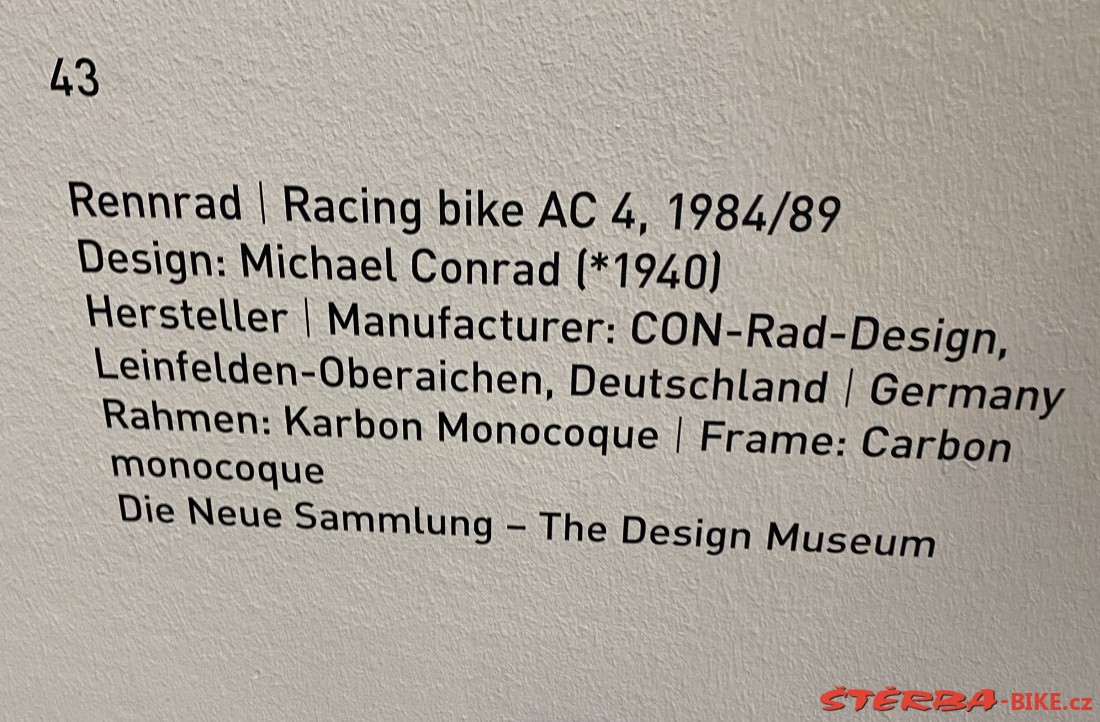 43
Rennrad | Racing bike AC 4, 1984/89
Design: Michael Conrad (*1940)
Hersteller | Manufacturer: CON-Rad-Design,
Leinfelden-Oberaichen, Deutschland | Germany
Rahmen: Karbon Monocoque | Frame: Carbon
monocoque
Die Neue Sammlung – The Design Museum
ŠTĚRBA-BIKE.cz